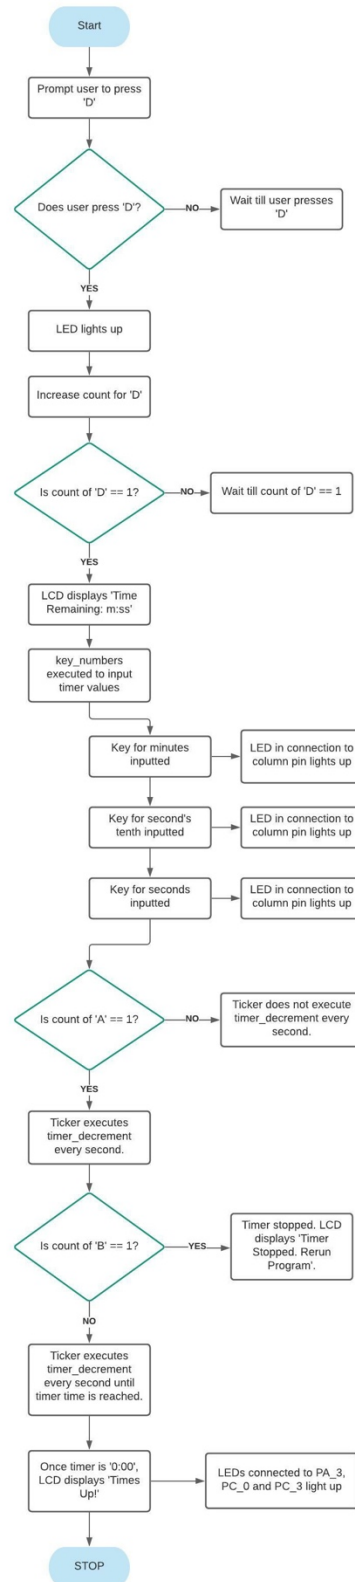 Start
Prompt user to press
'D'
Does user press 'D'?
NO
Wait till user presses
'D'
YES
LED lights up
Increase count for 'D'
Is count of 'D' == 1?
NO
Wait till count of 'D' == 1
YES
LCD displays 'Time
Remaining: m:ss'
key_numbers
executed to input
timer values
Key for minutes
inputted
LED in connection to
column pin lights up
Key for second's
tenth inputted
LED in connection to
column pin lights up
Key for seconds
inputted
LED in connection to
column pin lights up
Is count of 'A' == 1?
NO
Ticker does not execute
timer_decrement every
second.
YES
Ticker executes
timer_decrement
every second.
Is count of 'B' == 1?
YES
Timer stopped. LCD
displays 'Timer
Stopped. Rerun
Program'.
NO
Ticker executes
timer_decrement
every second until
timer time is reached.
Once timer is '0:00',
LCD displays 'Times
Up!'
LEDs connected to PA_3,
PC_0 and PC_3 light up
STOP